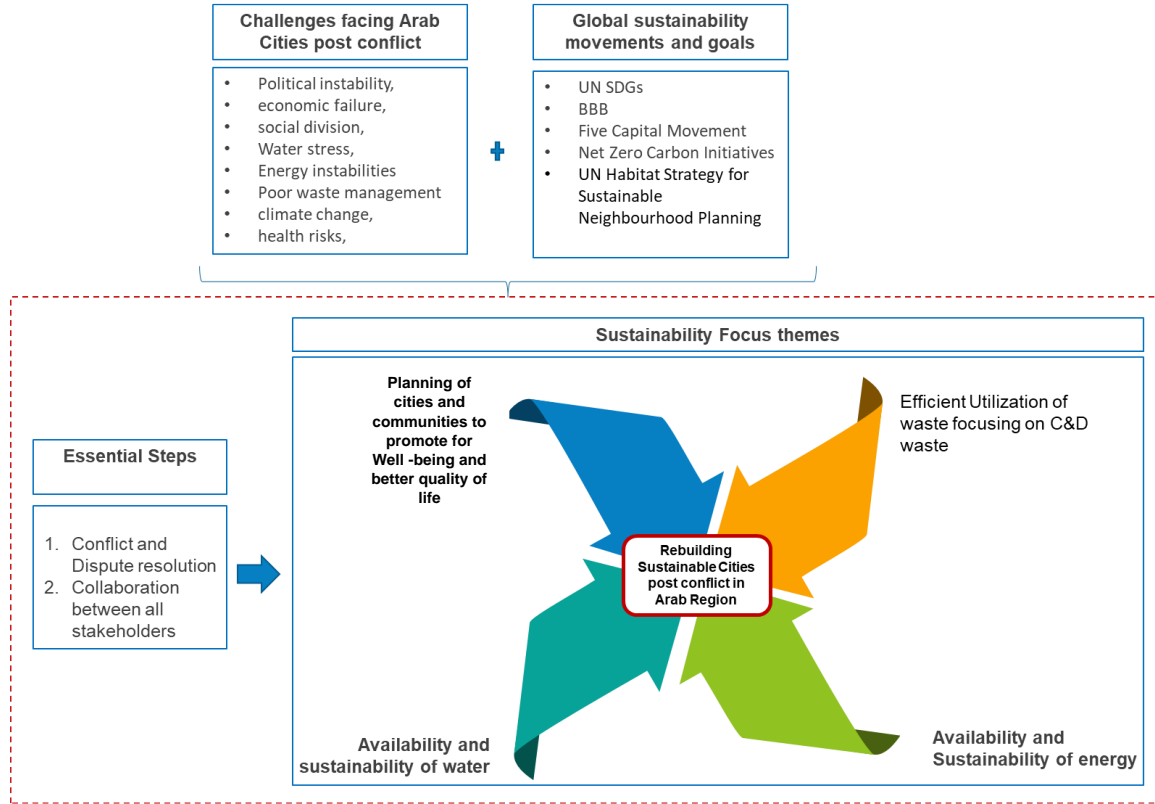 Challenges facing Arab
Cities post conflict
• Political instability,
• economic failure,
• social division,
• Water stress,
• Energy instabilities
• Poor waste management
• climate change,
• health risks,
+
Global sustainability
movements and goals
• UN SDGs
• BBB
• Five Capital Movement
• Net Zero Carbon Initiatives
• UN Habitat Strategy for
Sustainable
Neighbourhood Planning
Essential Steps
1. Conflict and
Dispute resolution
2. Collaboration
between all
stakeholders
Sustainability Focus themes
Planning of
cities and
communities to
promote for
Well -being and
better quality of
life
Efficient Utilization of
waste focusing on C&D
waste
Rebuilding
Sustainable Cities
post conflict in
Arab Region
Availability and
sustainability of water
Availability and
Sustainability of energy